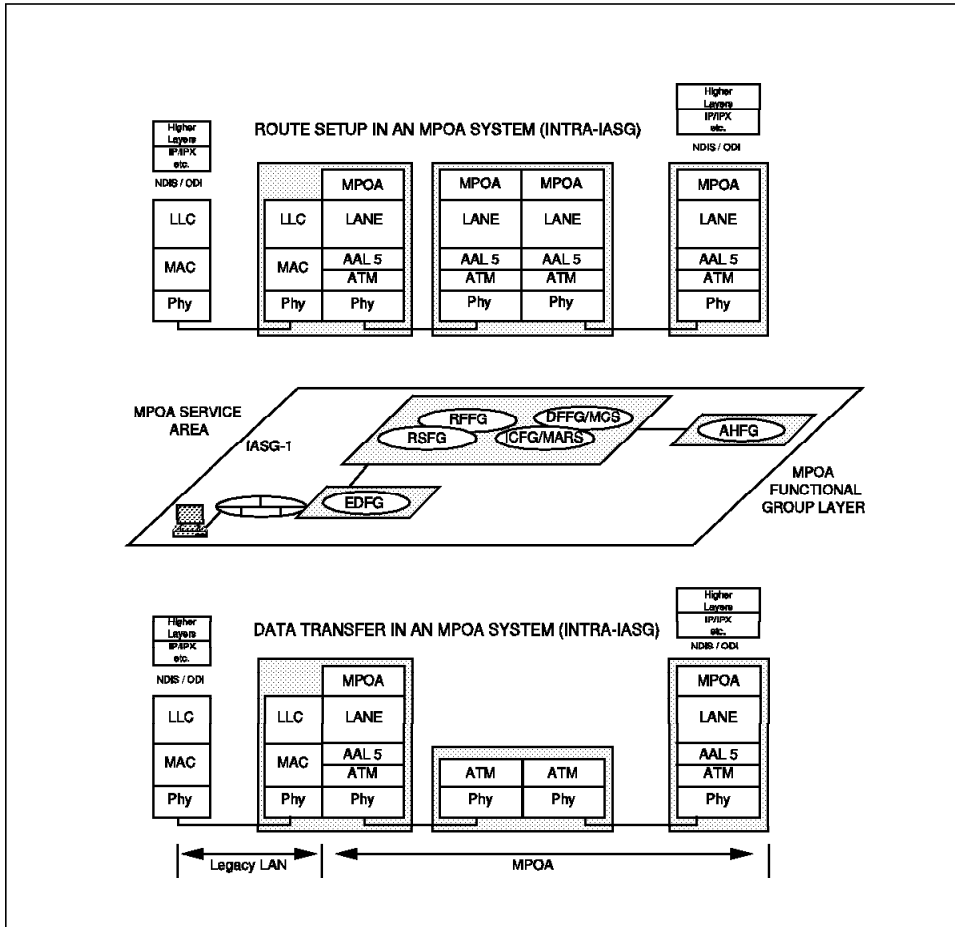 Higher
Layers
IP/IPX
etc.
NDIS / ODI
ROUTE SETUP IN AN MPOA SYSTEM (INTRA-IASG)
Higher
Layers
IP/IPX
etc.
NDIS / ODI
MPOA
MPOA
MPOA
MPOA
LLC
LLC
LANE
LANE
LANE
LANE
MAC
MAC
AAL 5
AAL 5
AAL 5
AAL 5
ATM
ATM
ATM
ATM
Phy
Phy
Phy
Phy
Phy
Phy
MPOA SERVICE
AREA
IASG-1
RFFG
DFFG/MCS
RSFG
ICFG/MARS
AHFG
EDFG
MPOA
FUNCTIONAL
GROUP LAYER
Higher
Layers
IP/IPX
etc.
NDIS / ODI
DATA TRANSFER IN AN MPOA SYSTEM (INTRA-IASG)
Higher
Layers
IP/IPX
etc.
NDIS / ODI
MPOA
MPOA
LLC
LLC
LANE
LANE
MAC
MAC
AAL 5
AAL 5
ATM
ATM
ATM
ATM
Phy
Phy
Phy
Phy
Phy
Phy
Legacy LAN
MPOA